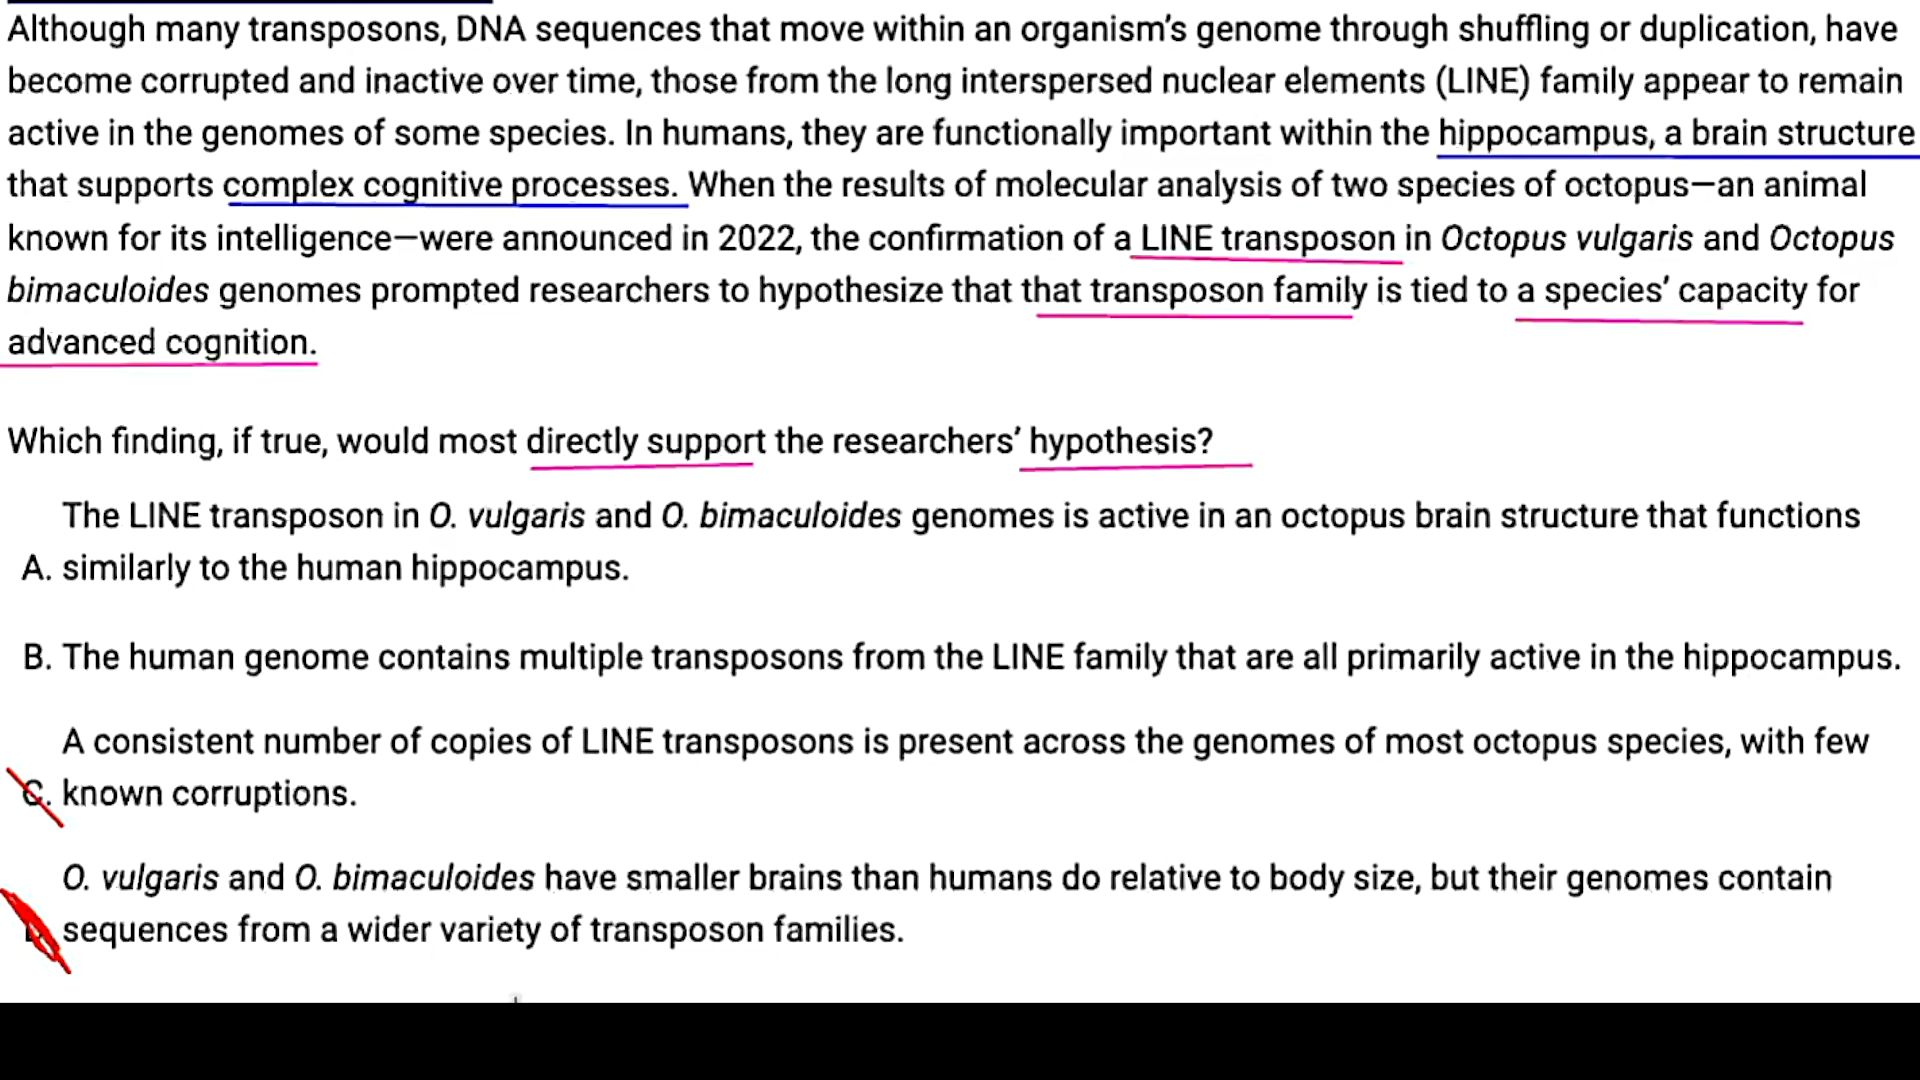 Although many transposons, DNA sequences that move within an organism’s genome through shuffling or duplication, have
become corrupted and inactive over time, those from the long interspersed nuclear elements (LINE) family appear to remain
active in the genomes of some species. In humans, they are functionally important within the hippocampus, a brain structure
that supports complex cognitive processes. When the results of molecular analysis of two species of octopus—an animal
known for its intelligence—were announced in 2022, the confirmation of a LINE transposon in Octopus vulgaris and Octopus
bimaculoides genomes prompted researchers to hypothesize that that transposon family is tied to a species’ capacity for
advanced cognition.
Which finding, if true, would most directly support the researchers’ hypothesis?
The LINE transposon in O. vulgaris and O. bimaculoides genomes is active in an octopus brain structure that functions
A. similarly to the human hippocampus.
B. The human genome contains multiple transposons from the LINE family that are all primarily active in the hippocampus.
A consistent number of copies of LINE transposons is present across the genomes of most octopus species, with few
C. known corruptions.
O. vulgaris and O. bimaculoides have smaller brains than humans do relative to body size, but their genomes contain
sequences from a wider variety of transposon families.